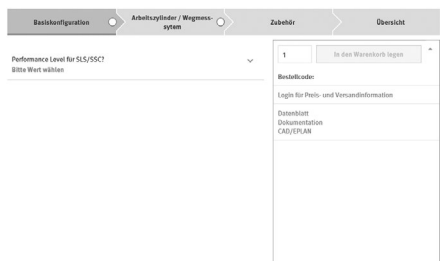 Basiskonfiguration
Arbeitszylinder / Wegmess-
sytem
Zubehör
Übersicht
Performance Level für SLS/SSC?
Bitte Wert wählen
1
In den Warenkorb legen
Bestellcode:
Login für Preis- und Versandinformation
Datenblatt
Dokumentation
CAD/EPLAN